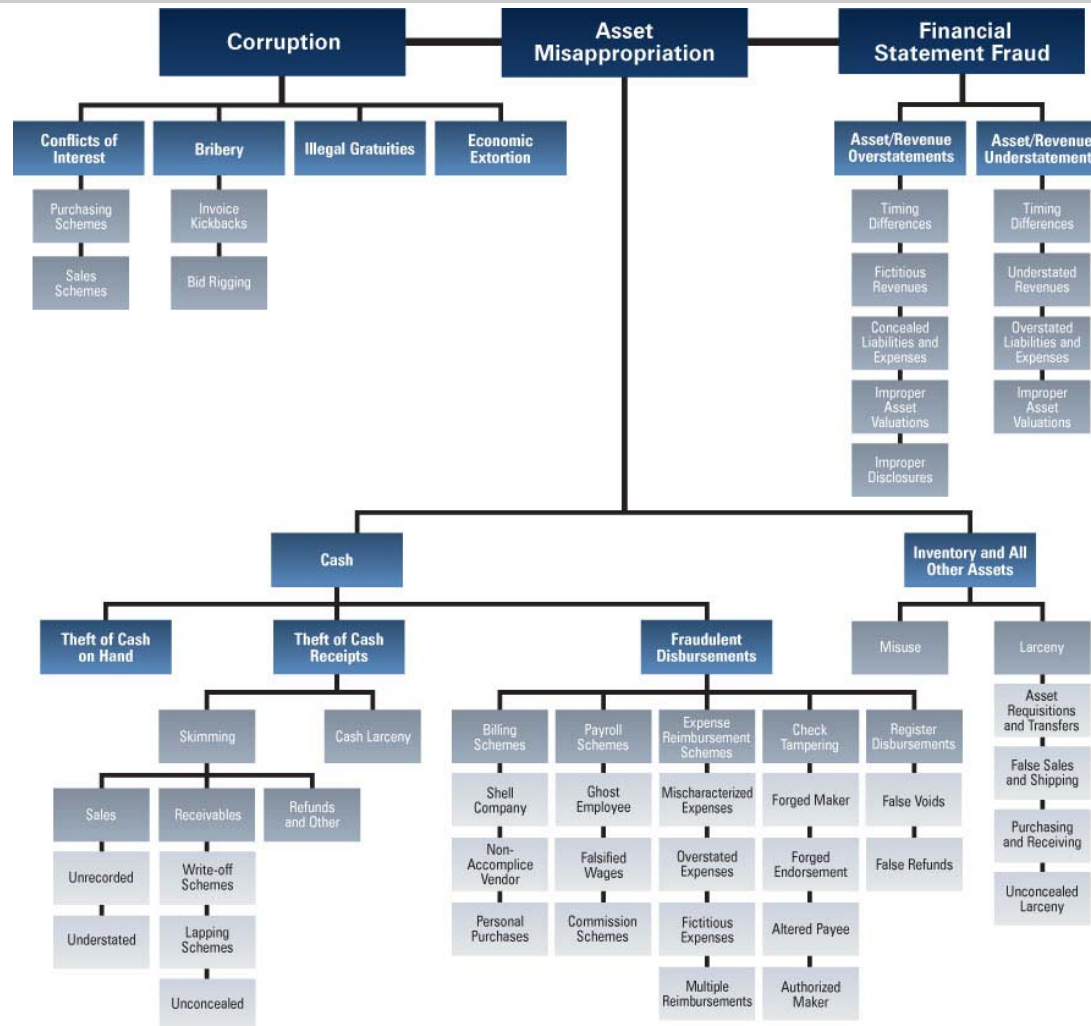 Corruption
Asset
Misappropriation
Financial
Statement Fraud
Conflicts of
Interest
Bribery
Illegal Gratuities
Economic
Extortion
Asset/Revenue
Overstatements
Asset/Revenue
Understatement
Purchasing
Schemes
Invoice
Kickbacks
Timing
Differences
Timing
Differences
Sales
Schemes
Bid Rigging
Fictitious
Revenues
Understated
Revenues
Concealed
Liabilities and
Expenses
Overstated
Liabilities and
Expenses
Improper
Asset
Valuations
Improper
Asset
Valuations
Improper
Disclosures
Cash
Inventory and All
Other Assets
Theft of Cash
on Hand
Theft of Cash
Receipts
Fraudulent
Disbursements
Misuse
Larceny
Skimming
Cash Larceny
Billing
Schemes
Payroll
Schemes
Expense
Reimbursement
Schemes
Check
Tampering
Register
Disbursements
Asset
Requisitions
and Transfers
False Sales
and Shipping
Purchasing
and Receiving
Unconcealed
Larceny
Sales
Receivables
Refunds
and Other
Shell
Company
Ghost
Employee
Mischaracterized
Expenses
Forged Maker
False Voids
Unrecorded
Write-off
Schemes
Non-
Accomplice
Vendor
Falsified
Wages
Overstated
Expenses
Forged
Endorsement
False Refunds
Understated
Lapping
Schemes
Personal
Purchases
Commission
Schemes
Fictitious
Expenses
Altered Payee
Unconcealed
Multiple
Reimbursements
Authorized
Maker